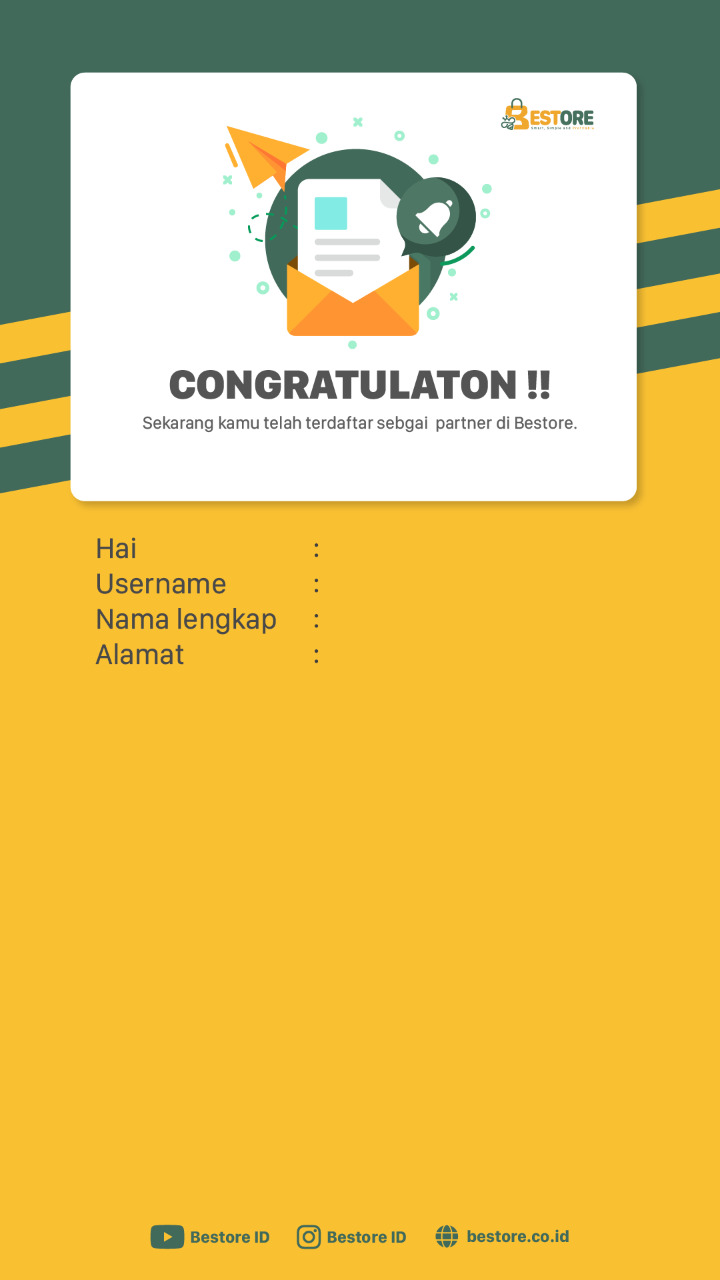 BESTORE
CONGRATULATON !!
Sekarang kamu telah terdaftar sebgai partner di Bestore.
Hai :
Username :
Nama lengkap :
Alamat :
Bestore ID Bestore ID bestore.co.id